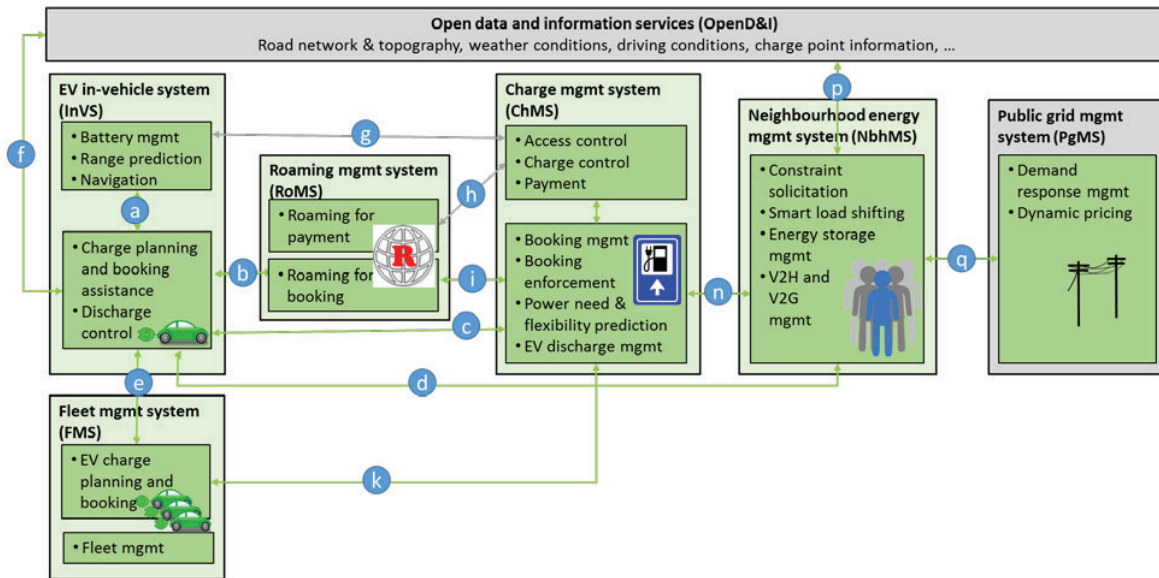 Open data and information services (OpenD&I)
Road network & topography, weather conditions, driving conditions, charge point information, ...
EV in-vehicle system
(InVS)
• Battery mgmt
• Range prediction
• Navigation
a
• Charge planning
and booking
assistance
• Discharge
control
f
g
Roaming mgmt system
(RoMS)
• Roaming for
payment
R
• Roaming for
booking
b
h
i
c
d
e
Charge mgmt system
(ChMS)
• Access control
• Charge control
• Payment
• Booking mgmt
• Booking
enforcement
• Power need &
flexibility prediction
• EV discharge mgmt
n
p
Neighbourhood energy
mgmt system (NbhMS)
• Constraint
solicitation
• Smart load shifting
• Energy storage
mgmt
• V2H and
V2G
mgmt
q
Public grid mgmt
system (PgMS)
• Demand
response mgmt
• Dynamic pricing
Fleet mgmt system
(FMS)
• EV charge
planning and
booking
• Fleet mgmt
k